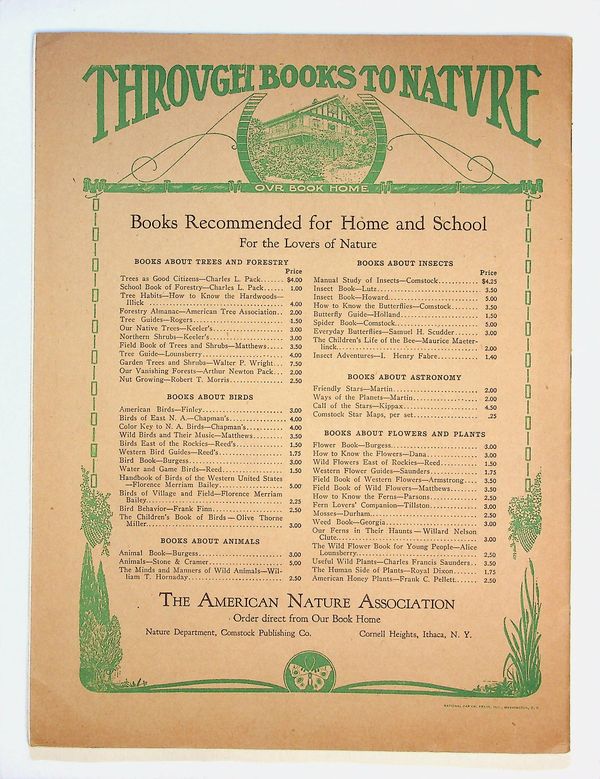 THROVGH BOOKS TO NATVRE
OVR BOOK HOME
Books Recommended for Home and School
For the Lovers of Nature
BOOKS ABOUT TREES AND FORESTRY
Price
Trees as Good Citizens—Charles L. Pack...... $4.00
School Book of Forestry—Charles L. Pack..... 1.00
Tree Habits—How to Know the Hardwoods—
Illick........ 4.00
Forestry Almanac—American Tree Association.. 2.00
Tree Guides—Rogers........ 1.50
Our Native Trees—Keeler's........ 3.00
Northern Shrubs—Keeler's........ 3.00
Field Book of Trees and Shrubs—Matthews..... 3.50
Tree Guide—Lounsberry........ 4.00
Garden Trees and Shrubs—Walter P. Wright.... 7.50
Our Vanishing Forests—Arthur Newton Pack... 2.00
Nut Growing—Robert T. Morris........ 2.50
BOOKS ABOUT BIRDS
American Birds—Finley........ 3.00
Birds of East N. A.—Chapman's........ 4.00
Color Key to N. A. Birds—Chapman's........ 4.00
Wild Birds and Their Music—Matthews........ 3.50
Birds East of the Rockies—Reed's........ 1.50
Western Bird Guides—Reed's........ 1.75
Bird Book—Burgess........ 3.00
Water and Game Birds—Reed........ 1.50
Handbook of Birds of the Western United States
—Florence Merriam Bailey........ 5.00
Birds of Village and Field—Florence Merriam
Bailey........ 2.25
Bird Behavior—Frank Finn........ 2.50
The Children's Book of Birds—Olive Thorne
Miller........ 3.00
BOOKS ABOUT ANIMALS
Animal Book—Burgess........ 3.00
Animals—Stone & Cramer........ 5.00
The Minds and Manners of Wild Animals—Wil-
liam T. Hornaday........ 2.50
BOOKS ABOUT INSECTS
Price
Manual Study of Insects—Comstock........ $4.25
Insect Book—Lutz........ 3.50
Insect Book—Howard........ 5.00
How to Know the Butterflies—Comstock........ 3.50
Butterfly Guide—Holland........ 1.50
Spider Book—Comstock........ 5.00
Everyday Butterflies—Samuel H. Scudder...... 3.00
The Children's Life of the Bee—Maurice Maeter-
linck........ 2.00
Insect Adventures—J. Henry Fabre........ 1.40
BOOKS ABOUT ASTRONOMY
Friendly Stars—Martin........ 2.00
Ways of the Planets—Martin........ 2.00
Call of the Stars—Kippax........ 4.50
Comstock Star Maps, per set........ .25
BOOKS ABOUT FLOWERS AND PLANTS
Flower Book—Burgess........ 3.00
How to Know the Flowers—Dana........ 3.00
Wild Flowers East of Rockies—Reed........ 1.50
Western Flower Guides—Saunders........ 1.75
Field Book of Western Flowers—Armstrong..... 3.50
Field Book of Wild Flowers—Matthews........ 3.50
How to Know the Ferns—Parsons........ 2.50
Fern Lovers' Companion—Tillston........ 3.00
Mosses—Durham........ 2.50
Weed Book—Georgia........ 3.00
Our Ferns in Their Haunts—Willard Nelson
Clute........ 3.00
The Wild Flower Book for Young People—Alice
Lounsberry........ 2.50
Useful Wild Plants—Charles Francis Saunders.. 3.50
The Human Side of Plants—Royal Dixon...... 1.75
American Honey Plants—Frank C. Pellett...... 2.50
THE AMERICAN NATURE ASSOCIATION
Order direct from Our Book Home
Nature Department, Comstock Publishing Co. Cornell Heights, Ithaca, N. Y.
NATIONAL CAPITAL PRESS, INC., WASHINGTON, D. C.